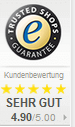 TRUSTED SHOPS
e
GUARANTEE
Kundenbewertung
SEHR GUT
4.90/5.00